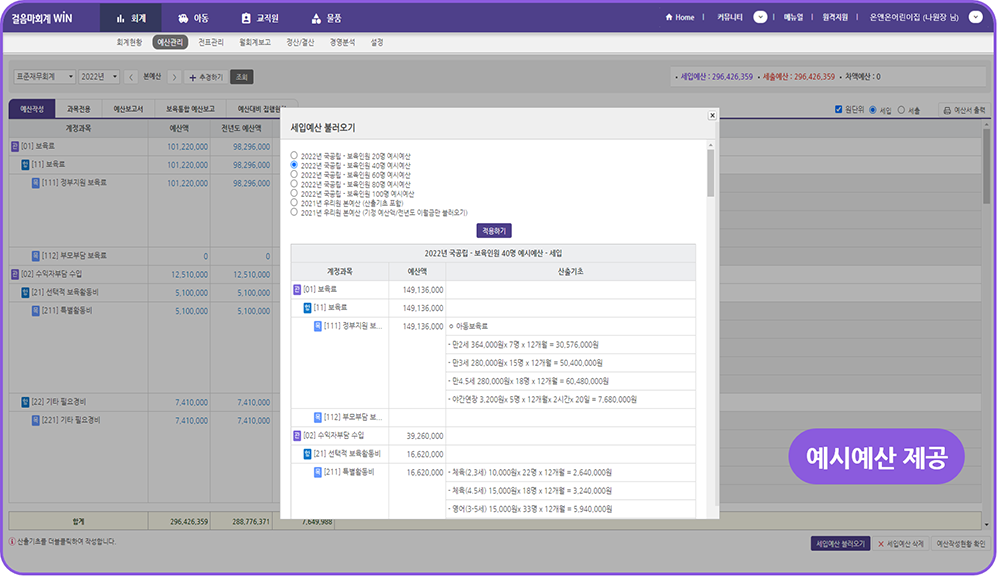 걸음마회계 WIN 회계 아동 교직원 물품 Home | 커뮤니티 | 메뉴얼 | 원격지원 | 온앤온어린이집 (나원장 님)
회계현황 예산관리 전표관리 월회계보고 정산/결산 경영분석 설정
표준재무회계 2022년 < 본예산 > + 추경하기 조회 • 세입예산 : 296,426,359 • 세출예산 : 296,426,359 • 차액예산 : 0
예산작성 과목전용 예산보고서 보육통합 예산보고 예산대비 집행현 원단위 세입 세출 예산서 출력
계정과목 예산액 전년도 예산액
관 [01] 보육료 101,220,000 98,296,000
항 [11] 보육료 101,220,000 98,296,000
목 [111] 정부지원 보육료 101,220,000 98,296,000
목 [112] 부모부담 보육료 0 0
관 [02] 수익자부담 수입 12,510,000 12,510,000
항 [21] 선택적 보육활동비 5,100,000 5,100,000
목 [211] 특별활동비 5,100,000 5,100,000
항 [22] 기타 필요경비 7,410,000 7,410,000
목 [221] 기타 필요경비 7,410,000 7,410,000
합계 296,426,359 288,776,371 7,649,988
산출기초를 더블클릭하여 작성합니다.
세입예산 불러오기 × 세입예산 삭제 예산작성현황 확인
세입예산 불러오기 x
2022년 국공립 - 보육인원 20명 예시예산
2022년 국공립 - 보육인원 40명 예시예산
2022년 국공립 - 보육인원 60명 예시예산
2022년 국공립 - 보육인원 80명 예시예산
2022년 국공립 - 보육인원 100명 예시예산
2021년 우리원 본예산 (산출기초 포함)
2021년 우리원 본예산 (기정 예산액/전년도 이월금만 불러오기)
적용하기
2022년 국공립 - 보육인원 40명 예시예산 - 세입
계정과목 예산액 산출기초
관 [01] 보육료 149,136,000
항 [11] 보육료 149,136,000
목 [111] 정부지원 보... 149,136,000 ㅇ 아동보육료
- 만2세 364,000원x 7명 x 12개월 = 30,576,000원
- 만3세 280,000원x 15명 x 12개월 = 50,400,000원
- 만4,5세 280,000원x 18명 x 12개월 = 60,480,000원
- 야간연장 3,200원x 5명 x 12개월x 2시간x 20일 = 7,680,000원
목 [112] 부모부담 보...
관 [02] 수익자부담 수입 39,260,000
항 [21] 선택적 보육활동비 16,620,000
목 [211] 특별활동비 16,620,000 - 체육(2,3세) 10,000원x 22명 x 12개월 = 2,640,000원
- 체육(4,5세) 15,000원x 18명 x 12개월 = 3,240,000원
- 영어(3-5세) 15,000원x 33명 x 12개월 = 5,940,000원
예시예산 제공